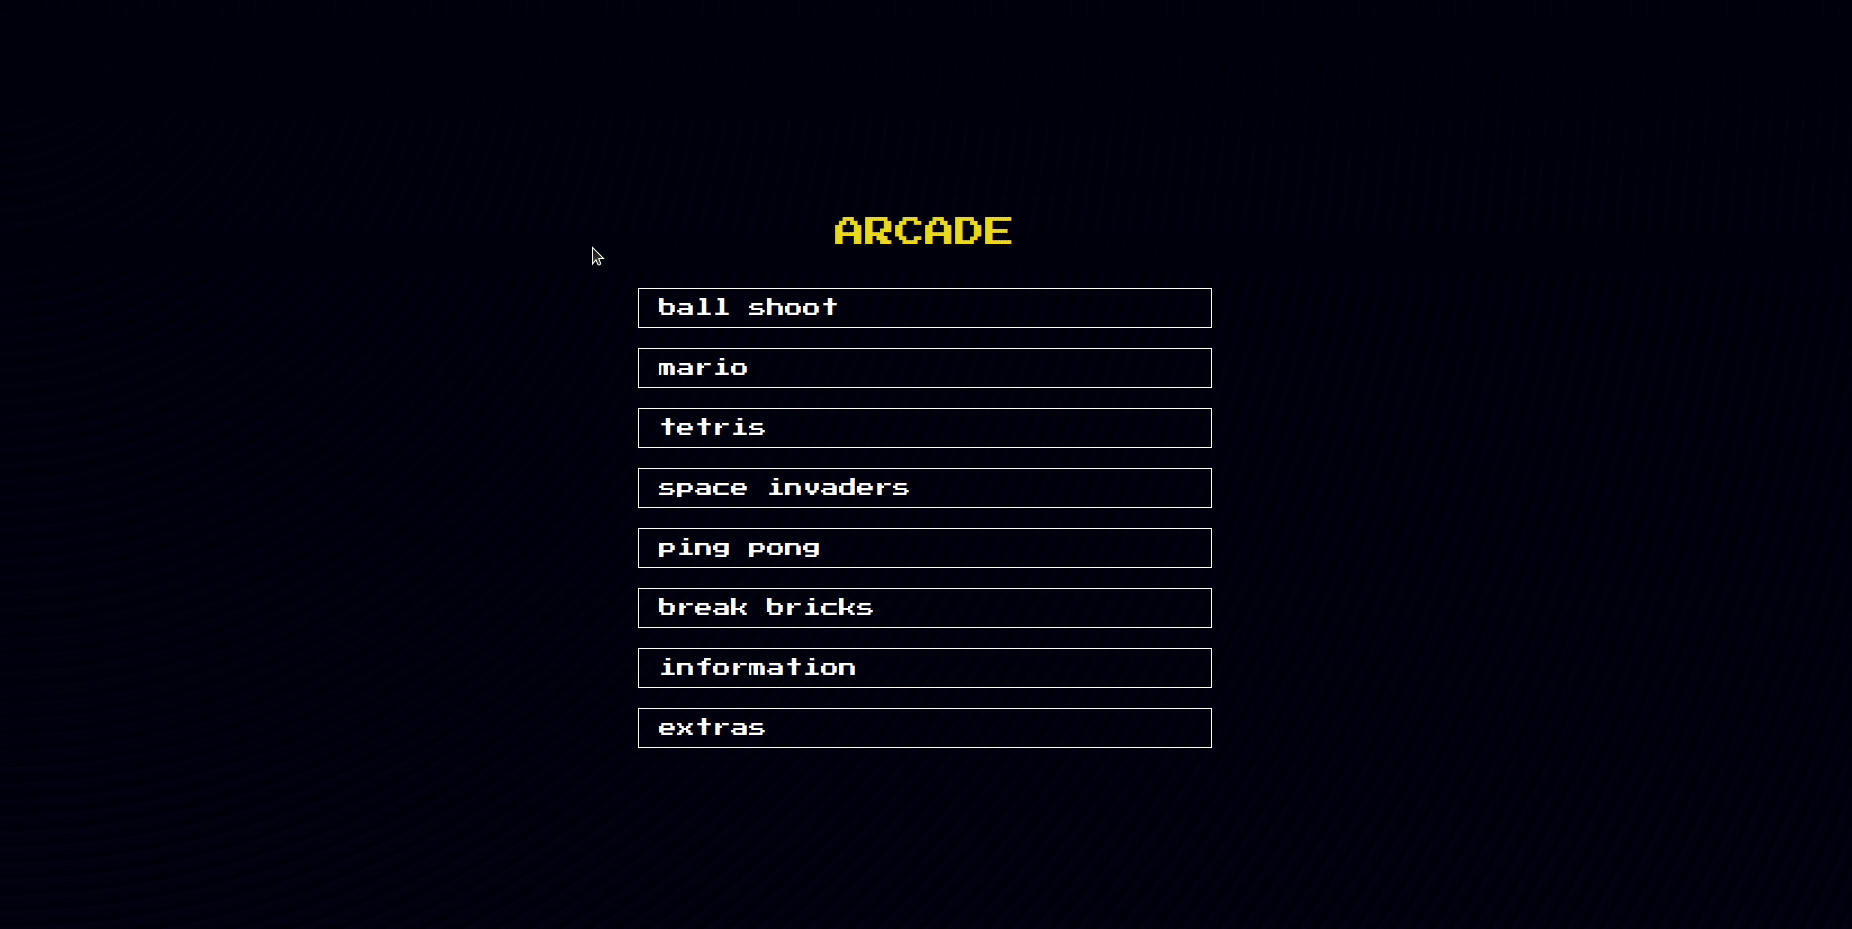 ARCADE
ball shoot
mario
tetris
space invaders
ping pong
break bricks
information
extras